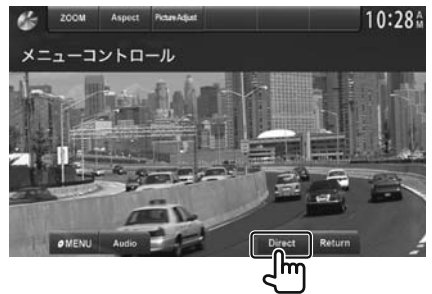 ZOOM Aspect Picture Adjust 10:28 AM
メニューコントロール
MENU Audio Direct Return